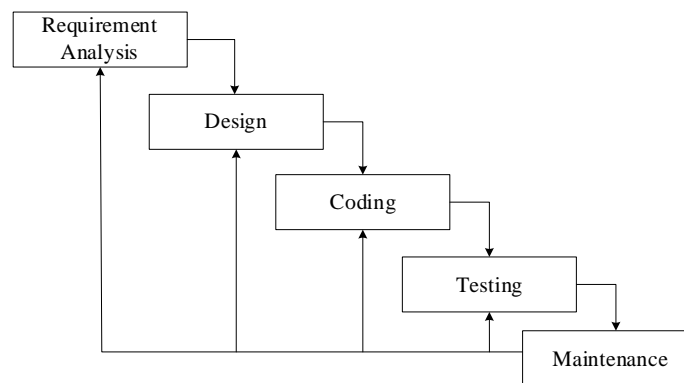 Requirement
Analysis
Design
Coding
Testing
Maintenance